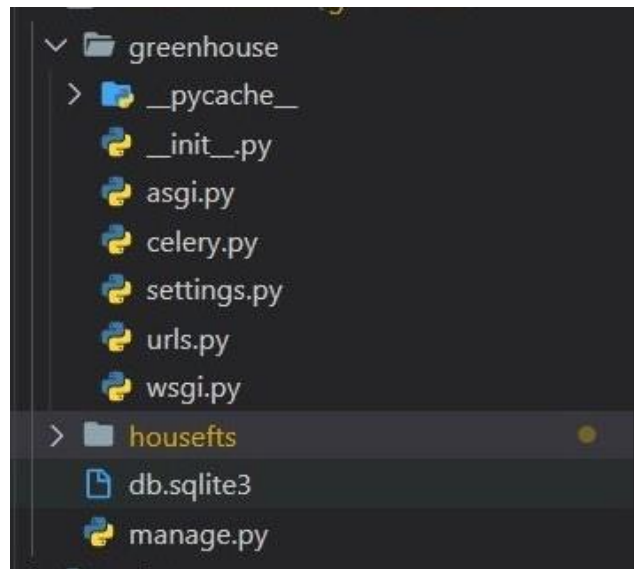 greenhouse
__pycache__
__init__.py
asgi.py
celery.py
settings.py
urls.py
wsgi.py
housefts
db.sqlite3
manage.py